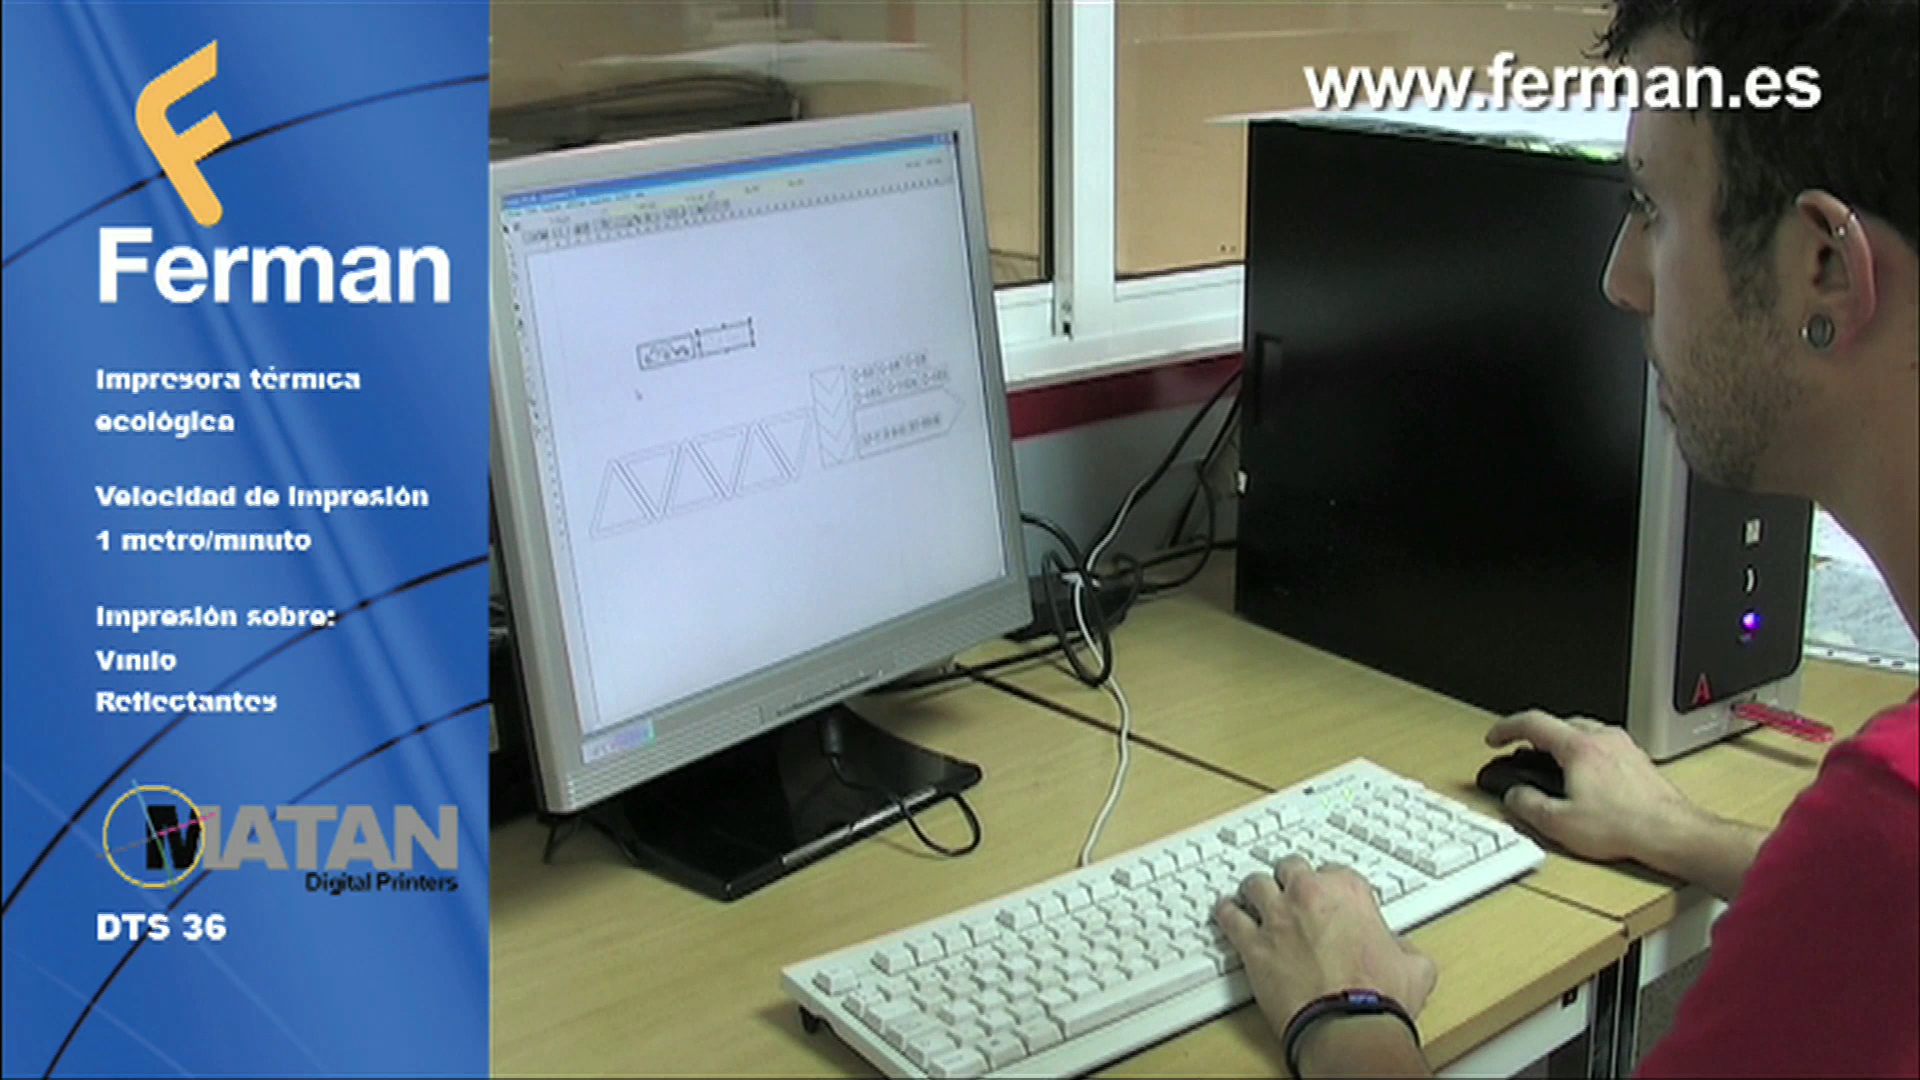 Ferman
Impresora térmica
ecológica
Velocidad de impresión
1 metro/minuto
Impresión sobre:
Vinilo
Reflectantes
MATAN
Digital Printers
DTS 36
www.ferman.es